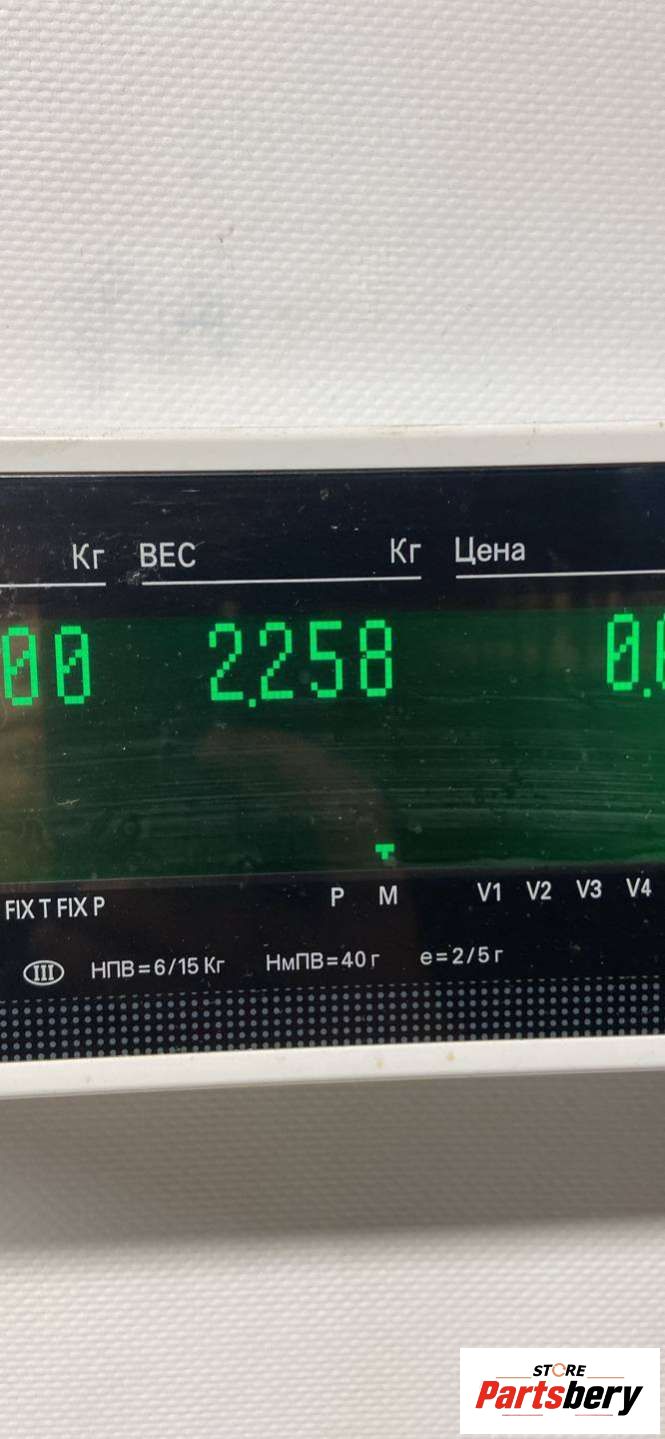 Кг ВЕС Кг Цена
00 2.258 0.0
P M V1 V2 V3 V4
FIX T FIX P
III НПВ=6/15 Кг НмПВ=40 г e=2/5 г
STORE
Partsbery